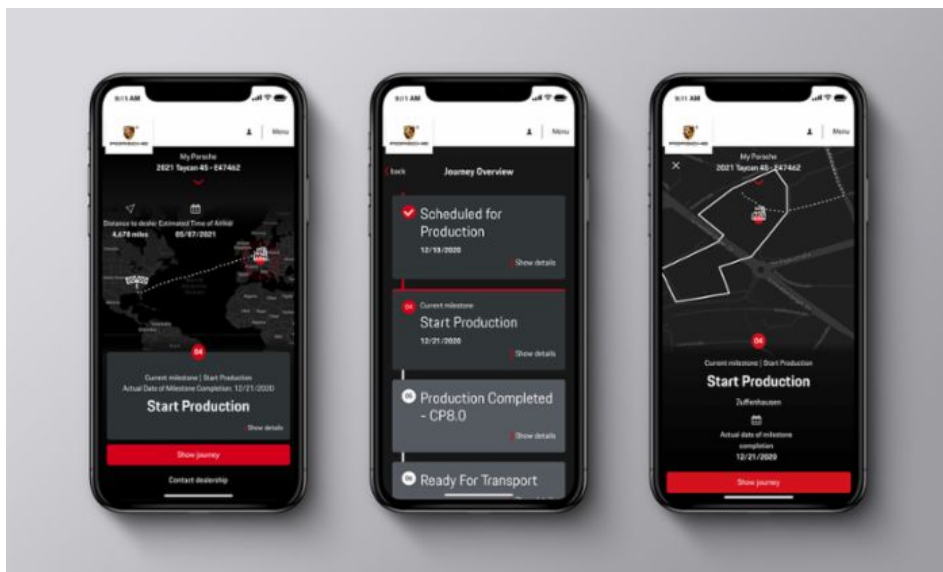 9:11 AM
PORSCHE
Menu
My Porsche
2021 Taycan 4S - E47462
Distance to dealer
4,678 miles
Estimated Time of Arrival
05/07/2021
04
Current milestone | Start Production
Actual Date of Milestone Completion: 12/21/2020
Start Production
Show details
Show journey
Contact dealership
9:11 AM
PORSCHE
Menu
back
Journey Overview
Scheduled for
Production
12/13/2020
Show details
04
Current milestone
Start Production
12/21/2020
Show details
05
Production Completed
- CP8.0
Show details
Ready For Transport
9:11 AM
PORSCHE
Menu
My Porsche
2021 Taycan 4S - E47462
04
Current milestone | Start Production
Start Production
Zuffenhausen
Actual date of milestone
completion
12/21/2020
Show journey